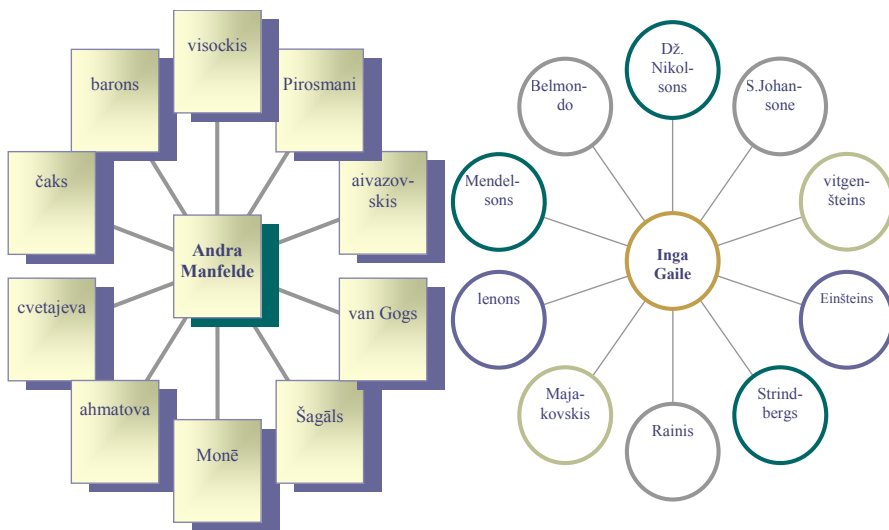 visockis
Pirosmani
aivazov-
skis
van Gogs
Šagāls
Monē
ahmatova
cvetajeva
čaks
barons
Andra
Manfelde
Dž.
Nikol-
sons
S.Johan-
sone
vitgen-
šteins
Einšteins
Strind-
bergs
Rainis
Maja-
kovskis
lenons
Mendel-
sons
Belmon-
do
Inga
Gaile